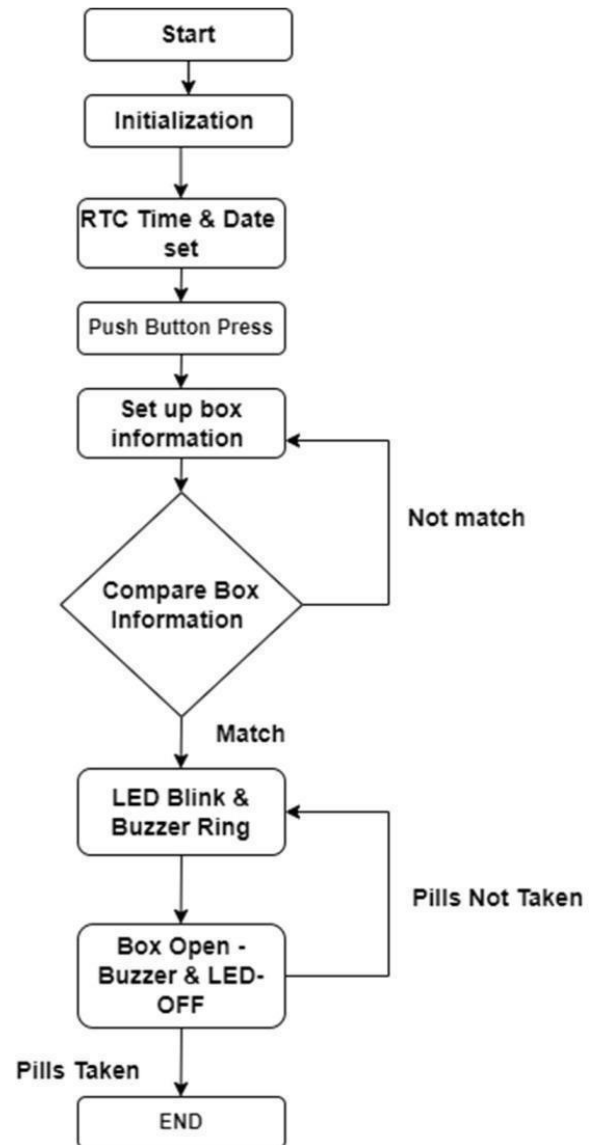 Start
Initialization
RTC Time & Date
set
Push Button Press
Set up box
information
Not match
Compare Box
Information
Match
LED Blink &
Buzzer Ring
Pills Not Taken
Box Open -
Buzzer & LED-
OFF
Pills Taken
END